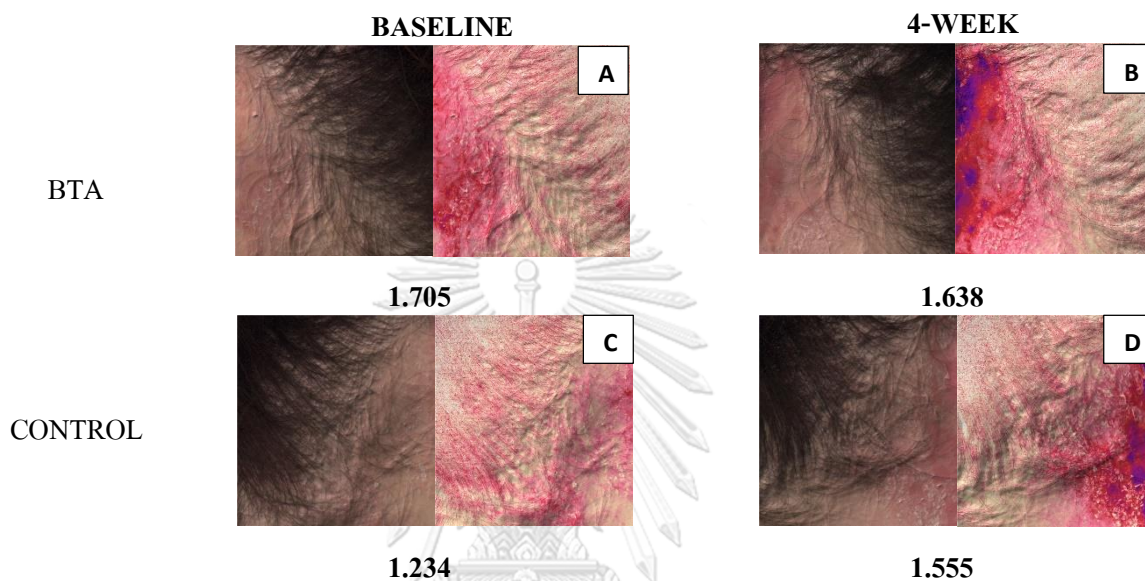 BASELINE 4-WEEK
A B
BTA
1.705 1.638
C D
CONTROL
1.234 1.555